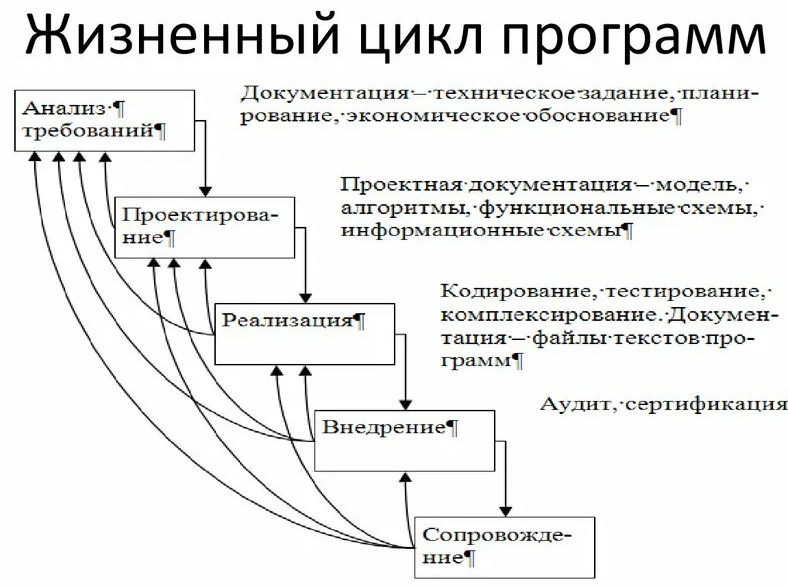 Жизненный цикл программ
Анализ·¶
требований¶
Документация·–·техническое·задание,·плани-
рование,·экономическое·обоснование¶
Проектирова-
ние¶
Проектная·документация·–·модель,·
алгоритмы,·функциональные·схемы,·
информационные·схемы¶
Реализация¶
Кодирование,·тестирование,·
комплексирование.·Докумен-
тация·–·файлы·текстов·про-
грамм¶
Внедрение¶
Аудит,·сертификация
Сопровожде-
ние¶